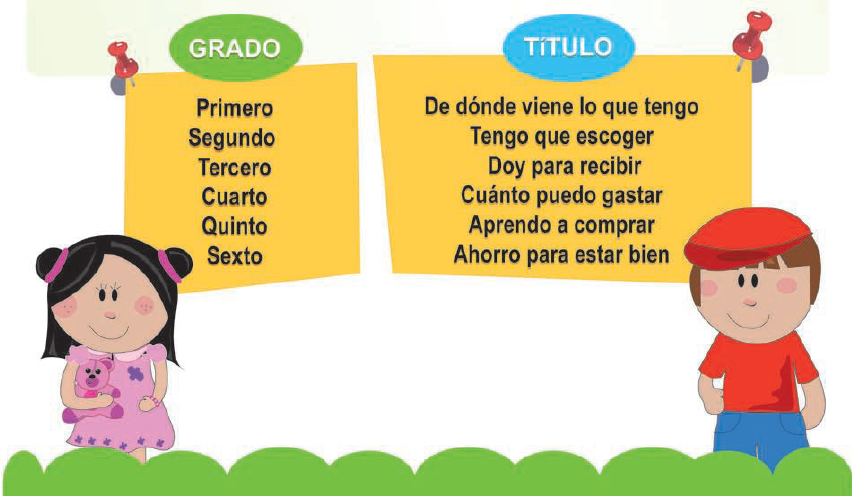 GRADO
Primero
Segundo
Tercero
Cuarto
Quinto
Sexto
TíTULO
De dónde viene lo que tengo
Tengo que escoger
Doy para recibir
Cuánto puedo gastar
Aprendo a comprar
Ahorro para estar bien